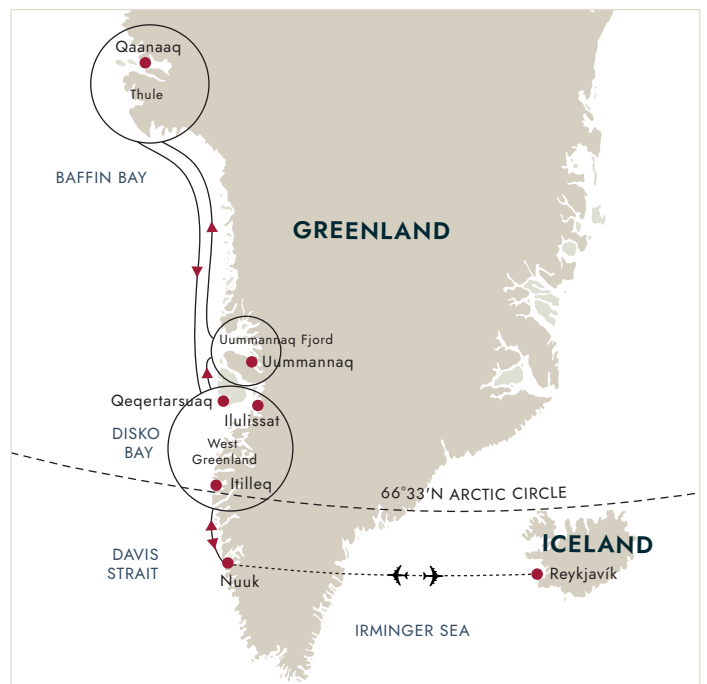 Qaanaaq
Thule
BAFFIN BAY
GREENLAND
Uummannaq Fjord
Uummannaq
Qeqertarsuaq
Ilulissat
DISKO
BAY
West
Greenland
Itilleq
66°33'N ARCTIC CIRCLE
ICELAND
DAVIS
STRAIT
Reykjavík
Nuuk
IRMINGER SEA